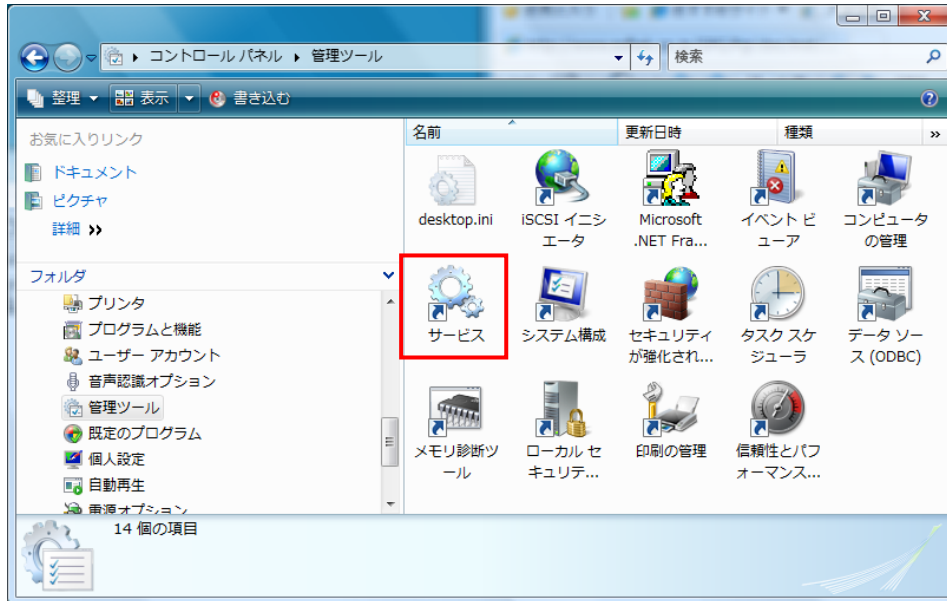 コントロール パネル ▸ 管理ツール
検索
整理 表示 書き込む
お気に入りリンク
ドキュメント
ピクチャ
詳細 »
フォルダ
プリンタ
プログラムと機能
ユーザー アカウント
音声認識オプション
管理ツール
既定のプログラム
個人設定
自動再生
電源オプション
名前 更新日時 種類 »
desktop.ini
iSCSI イニシ
エータ
Microsoft
.NET Fra...
イベント ビ
ューア
コンピュータ
の管理
サービス
システム構成
セキュリティ
が強化され...
タスク スケ
ジューラ
データ ソー
ス (ODBC)
メモリ診断ツ
ール
ローカル セ
キュリテ...
印刷の管理
信頼性とパフ
ォーマンス...
14 個の項目